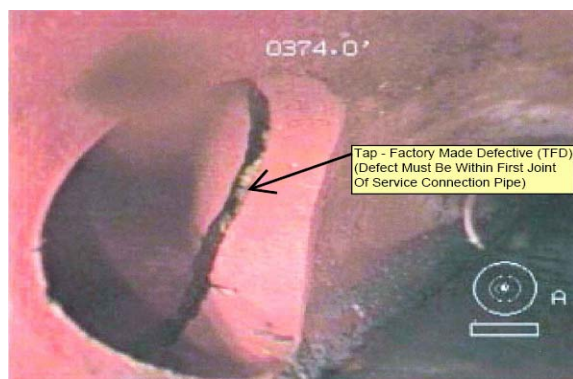 0374.0'
Tap - Factory Made Defective (TFD)
(Defect Must Be Within First Joint
Of Service Connection Pipe)
A